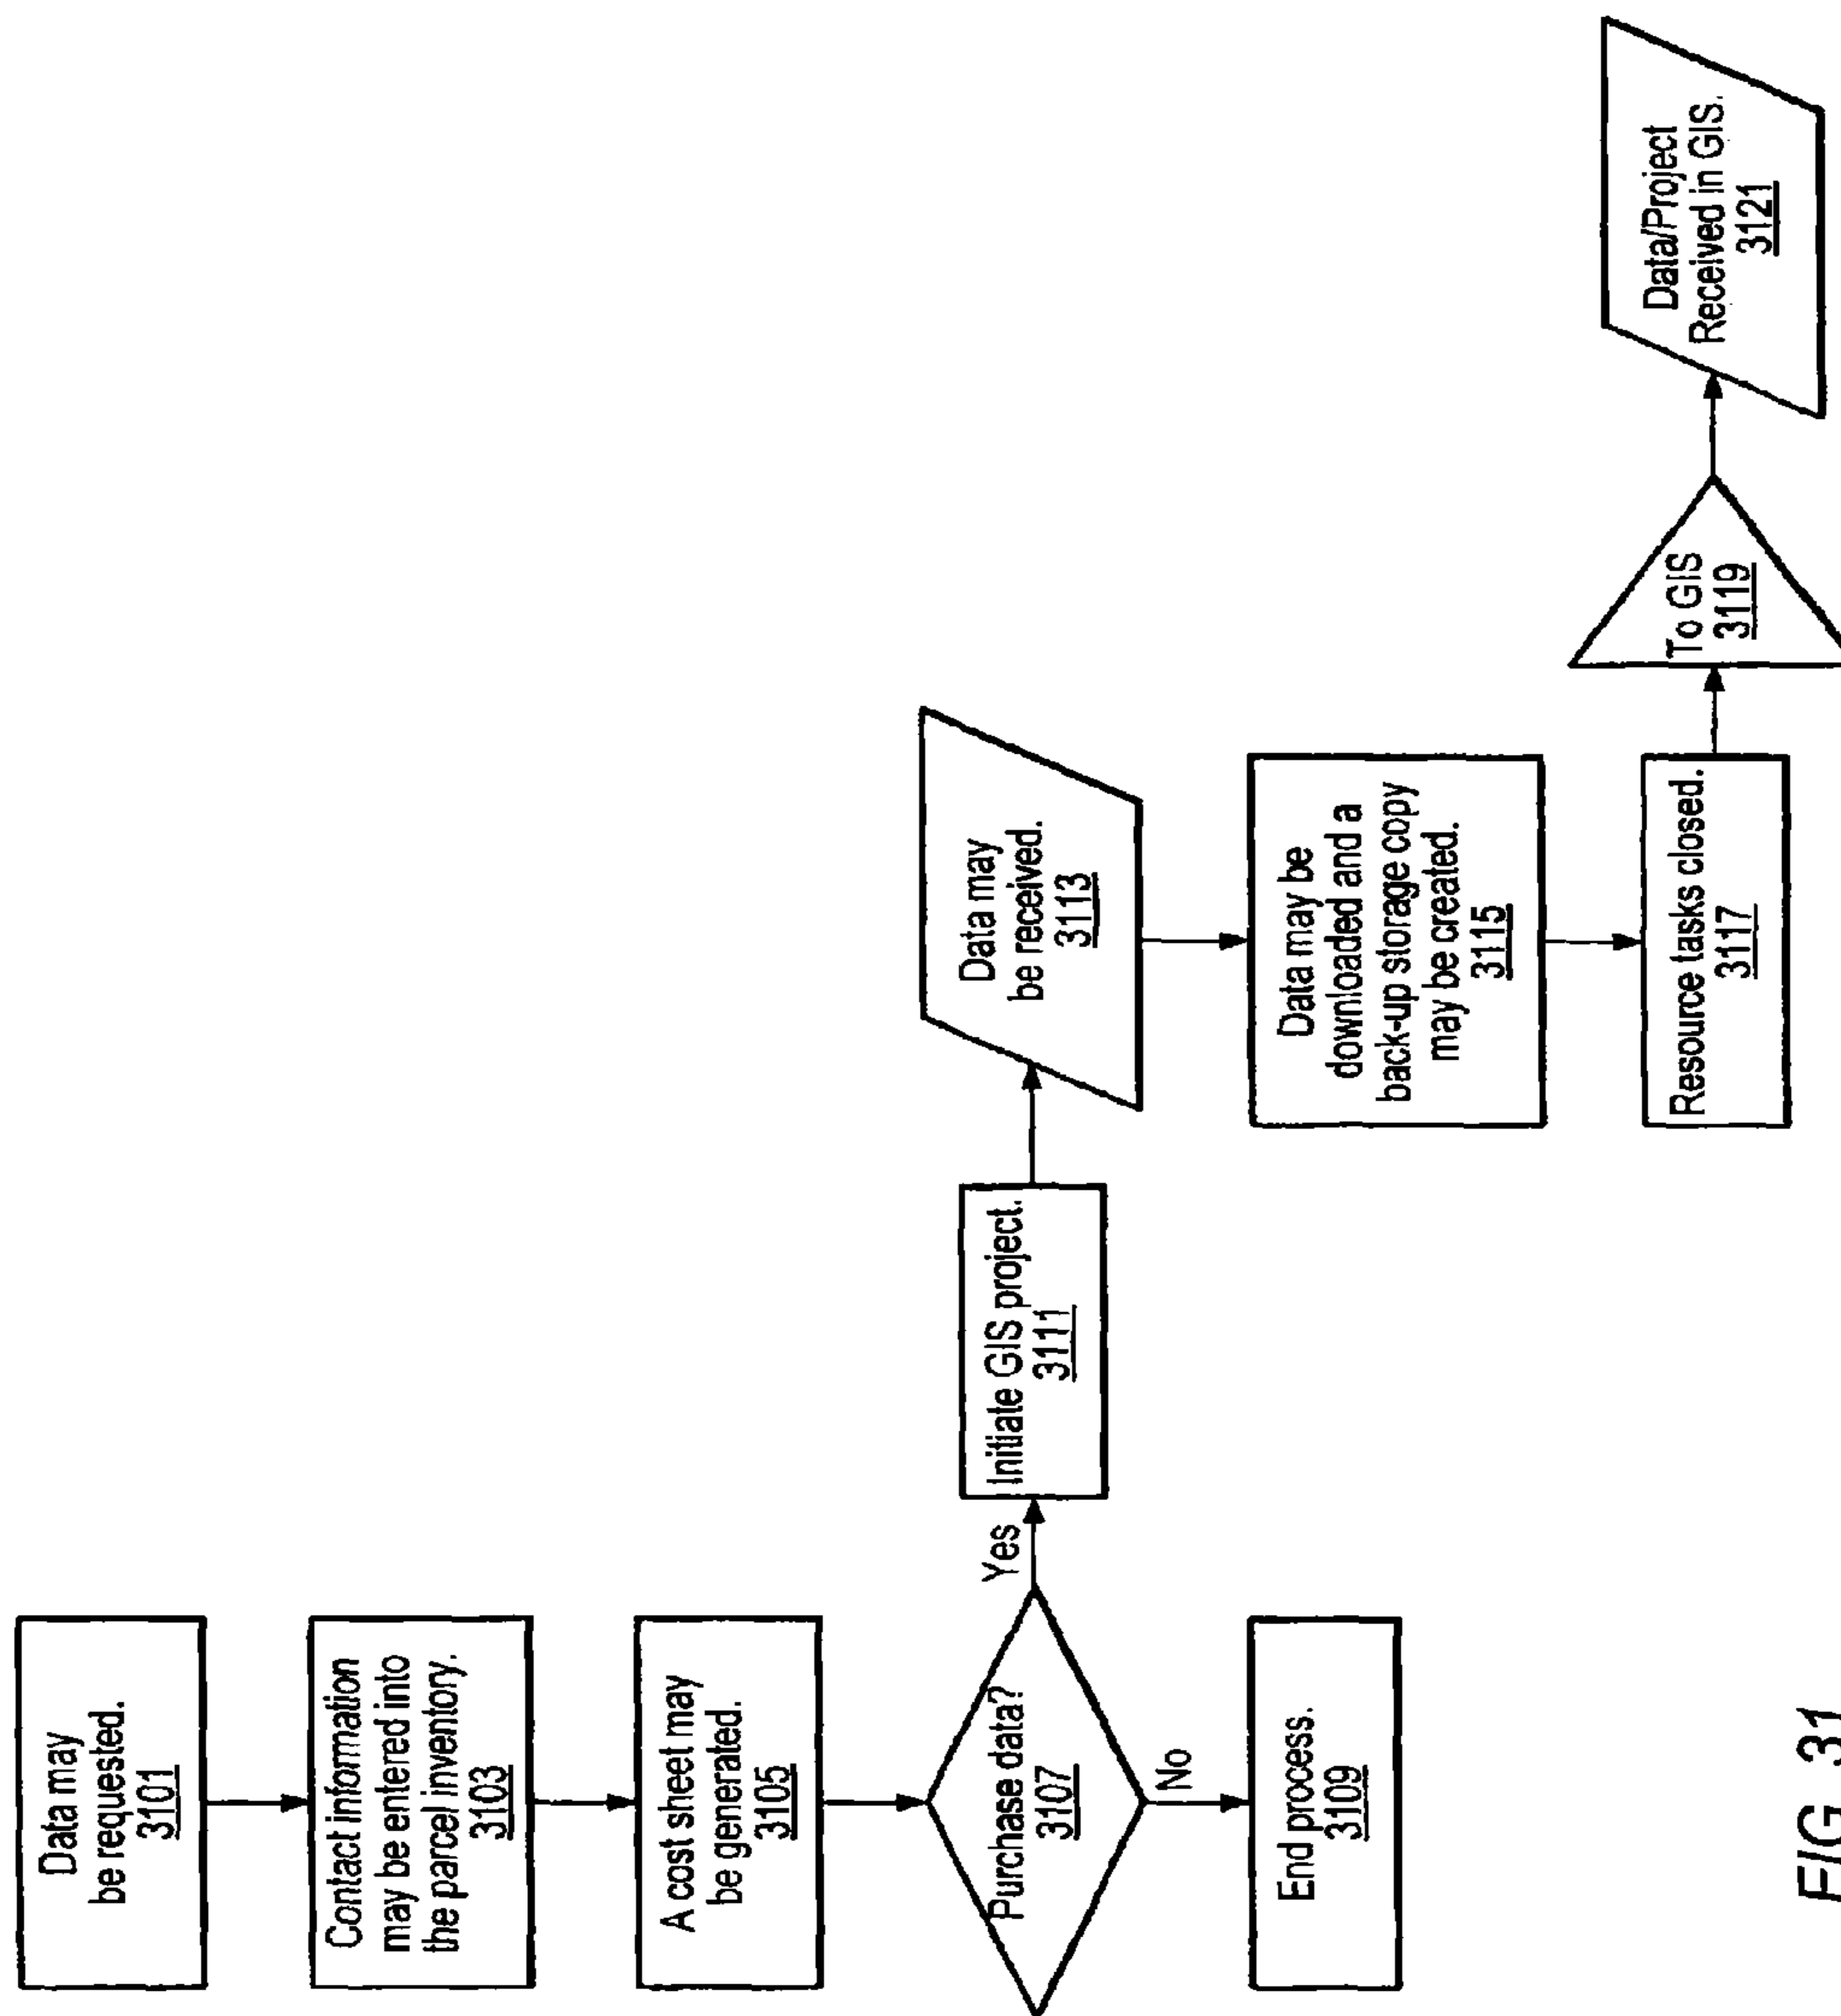 Data may
be requested.
3101
Contact information
may be entered into
the parcel inventory.
3103
A cost sheet may
be generated.
3105
Purchase data?
3107
Yes
No
End process.
3109
Initiate GIS project.
3111
Data may
be received.
3113
Data may be
downloaded and a
back-up storage copy
may be created.
3115
Resource tasks closed.
3117
To GIS
3119
Data/Project
Received in GIS.
3121
FIG. 31